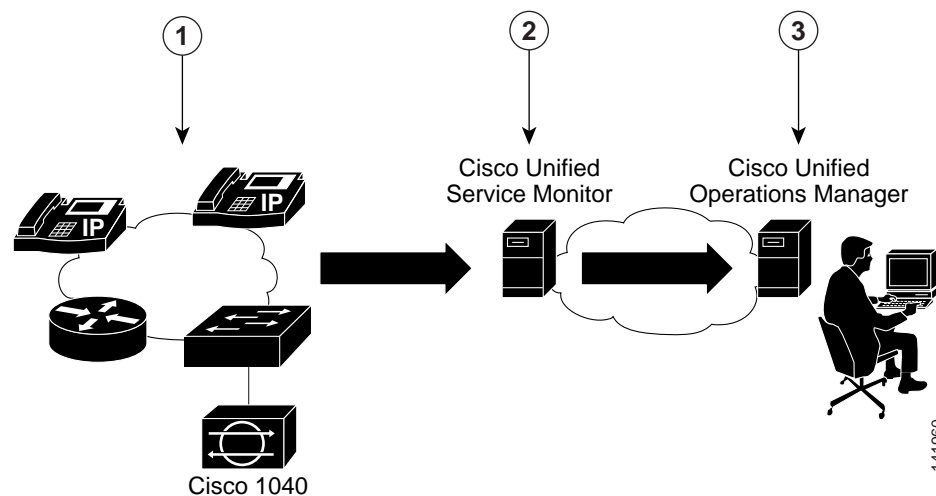 1
2
3
Cisco Unified
Service Monitor
Cisco Unified
Operations Manager
IP
IP
Cisco 1040